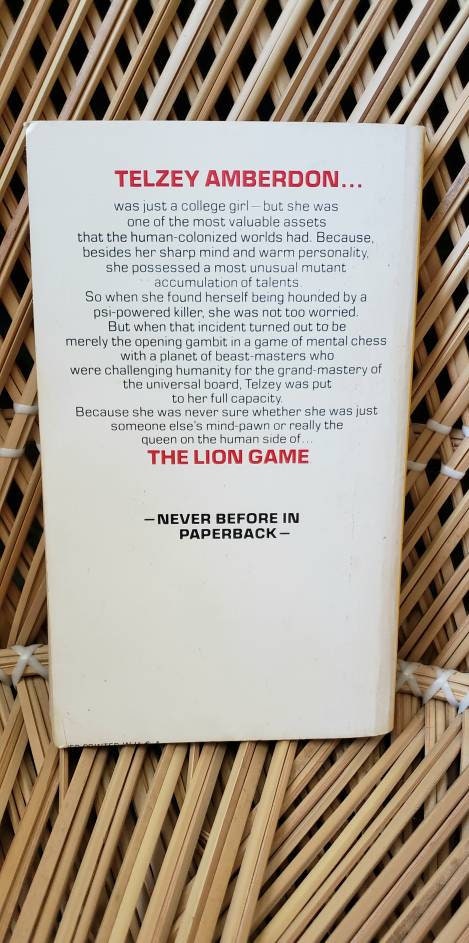 TELZEY AMBERDON...
was just a college girl — but she was
one of the most valuable assets
that the human-colonized worlds had. Because,
besides her sharp mind and warm personality,
she possessed a most unusual mutant
accumulation of talents.
So when she found herself being hounded by a
psi-powered killer, she was not too worried.
But when that incident turned out to be
merely the opening gambit in a game of mental chess
with a planet of beast-masters who
were challenging humanity for the grand-mastery of
the universal board, Telzey was put
to her full capacity.
Because she was never sure whether she was just
someone else's mind-pawn or really the
queen on the human side of...
THE LION GAME
—NEVER BEFORE IN
PAPERBACK—
PRINTED IN U.S.A.